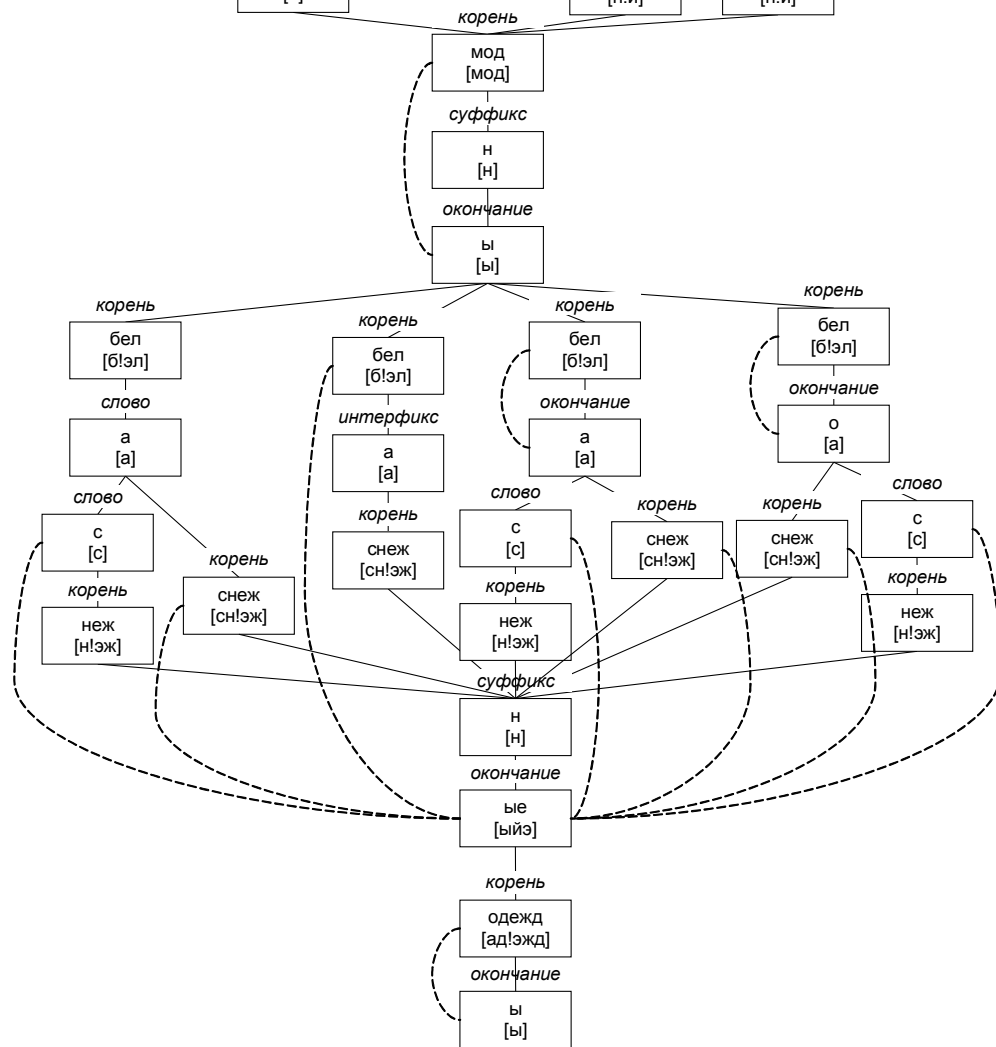 [н!и]
[н!и]
корень
мод
[мод]
суффикс
н
[н]
окончание
ы
[ы]
корень
бел
[б!эл]
слово
а
[а]
слово
с
[с]
корень
неж
[н!эж]
корень
снеж
[сн!эж]
корень
бел
[б!эл]
интерфикс
а
[а]
корень
снеж
[сн!эж]
корень
бел
[б!эл]
окончание
а
[а]
слово
с
[с]
корень
неж
[н!эж]
корень
снеж
[сн!эж]
корень
бел
[б!эл]
окончание
о
[а]
корень
снеж
[сн!эж]
слово
с
[с]
корень
неж
[н!эж]
суффикс
н
[н]
окончание
ые
[ыйэ]
корень
одежд
[ад!эжд]
окончание
ы
[ы]